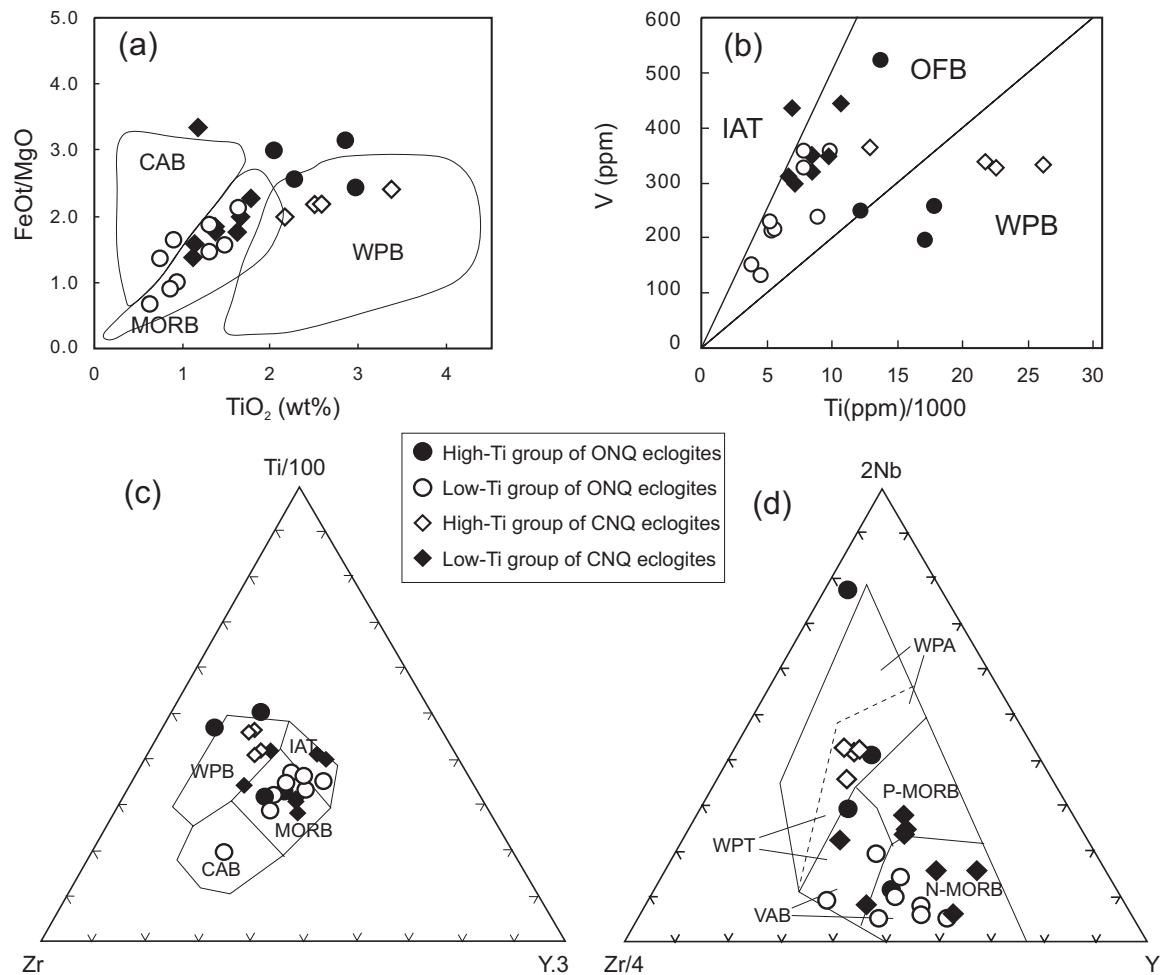 (a)
5.0
4.0
3.0
2.0
1.0
0.0
FeOt/MgO
CAB
MORB
WPB
0 1 2 3 4
TiO2 (wt%)
(b)
600
500
400
300
200
100
0
V (ppm)
IAT
OFB
WPB
0 5 10 15 20 25 30
Ti(ppm)/1000
High-Ti group of ONQ eclogites
Low-Ti group of ONQ eclogites
High-Ti group of CNQ eclogites
Low-Ti group of CNQ eclogites
(c)
Ti/100
IAT
WPB
MORB
CAB
Zr
Y.3
(d)
2Nb
WPA
P-MORB
WPT
N-MORB
VAB
Zr/4
Y